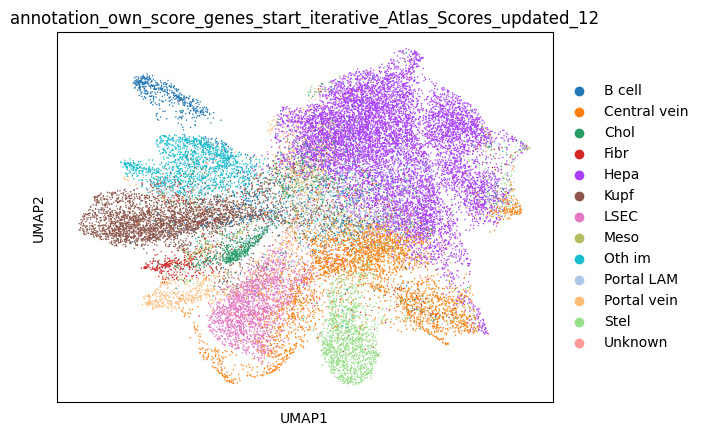 annotation_own_score_genes_start_iterative_Atlas_Scores_updated_12
UMAP2
UMAP1
B cell
Central vein
Chol
Fibr
Hepa
Kupf
LSEC
Meso
Oth im
Portal LAM
Portal vein
Stel
Unknown